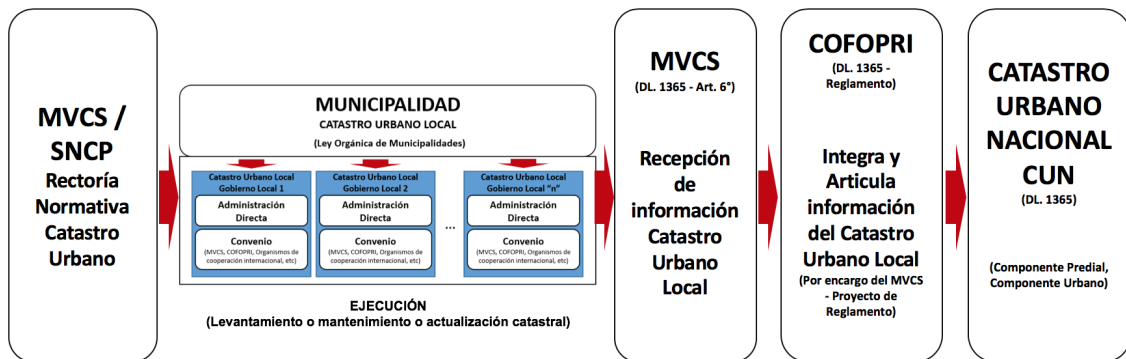 MVCS /
SNCP
Rectoría
Normativa
Catastro
Urbano
MUNICIPALIDAD
CATASTRO URBANO LOCAL
(Ley Orgánica de Municipalidades)
Catastro Urbano Local
Gobierno Local 1
Administración
Directa
Convenio
(MVCS, COFOPRI, Organismos de
cooperación internacional, etc)
Catastro Urbano Local
Gobierno Local 2
Administración
Directa
Convenio
(MVCS, COFOPRI, Organismos de
cooperación internacional, etc)
...
Catastro Urbano Local
Gobierno Local "n"
Administración
Directa
Convenio
(MVCS, COFOPRI, Organismos de
cooperación internacional, etc)
EJECUCIÓN
(Levantamiento o mantenimiento o actualización catastral)
MVCS
(DL. 1365 - Art. 6°)
Recepción
de
información
Catastro
Urbano
Local
COFOPRI
(DL. 1365 -
Reglamento)
Integra y
Articula
información
del Catastro
Urbano Local
(Por encargo del MVCS
- Proyecto de
Reglamento)
CATASTRO
URBANO
NACIONAL
CUN
(DL. 1365)
(Componente Predial,
Componente Urbano)